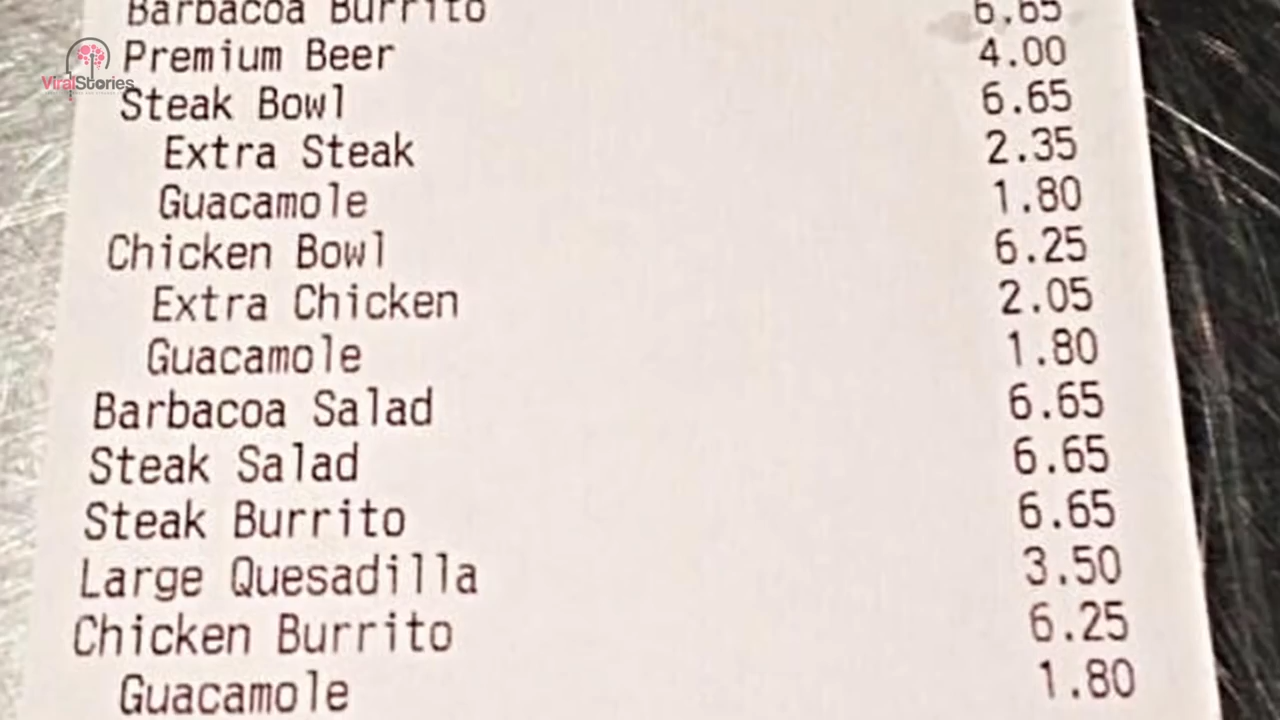 Barbacoa Burrito 6.65
Premium Beer 4.00
ViralStories
Steak Bowl 6.65
Extra Steak 2.35
Guacamole 1.80
Chicken Bowl 6.25
Extra Chicken 2.05
Guacamole 1.80
Barbacoa Salad 6.65
Steak Salad 6.65
Steak Burrito 6.65
Large Quesadilla 3.50
Chicken Burrito 6.25
Guacamole 1.80